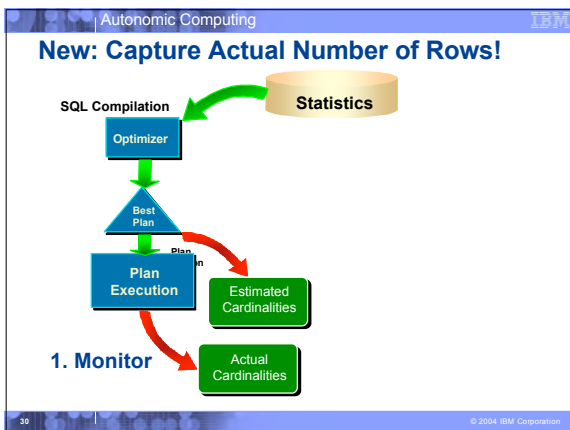 Autonomic Computing
IBM
New: Capture Actual Number of Rows!
SQL Compilation
Statistics
Optimizer
Best
Plan
Plan
Plan
Execution
Estimated
Cardinalities
1. Monitor
Actual
Cardinalities
30
© 2004 IBM Corporation